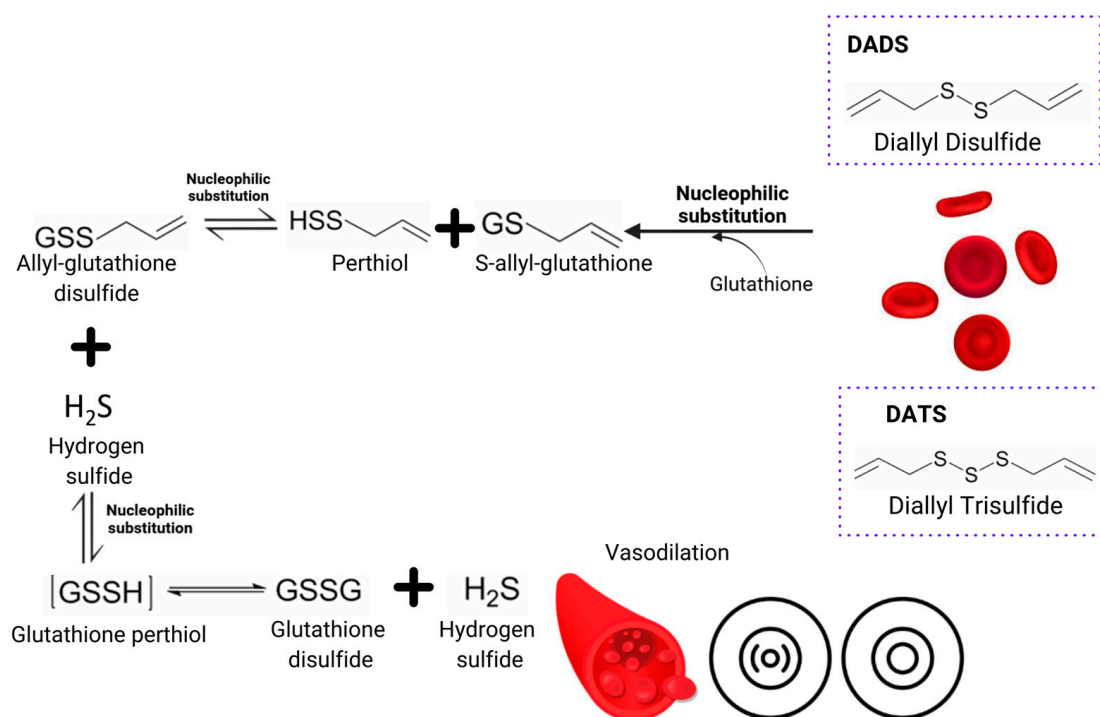 DADS
S
S
Diallyl Disulfide
Nucleophilic
substitution
Nucleophilic
substitution
GSS
HSS
GS
Allyl-glutathione
disulfide
Perthiol
S-allyl-glutathione
Glutathione
H₂S
Hydrogen
sulfide
DATS
S S
S
Diallyl Trisulfide
Nucleophilic
substitution
Vasodilation
[GSSH]
GSSG
H₂S
Glutathione perthiol
Glutathione
disulfide
Hydrogen
sulfide